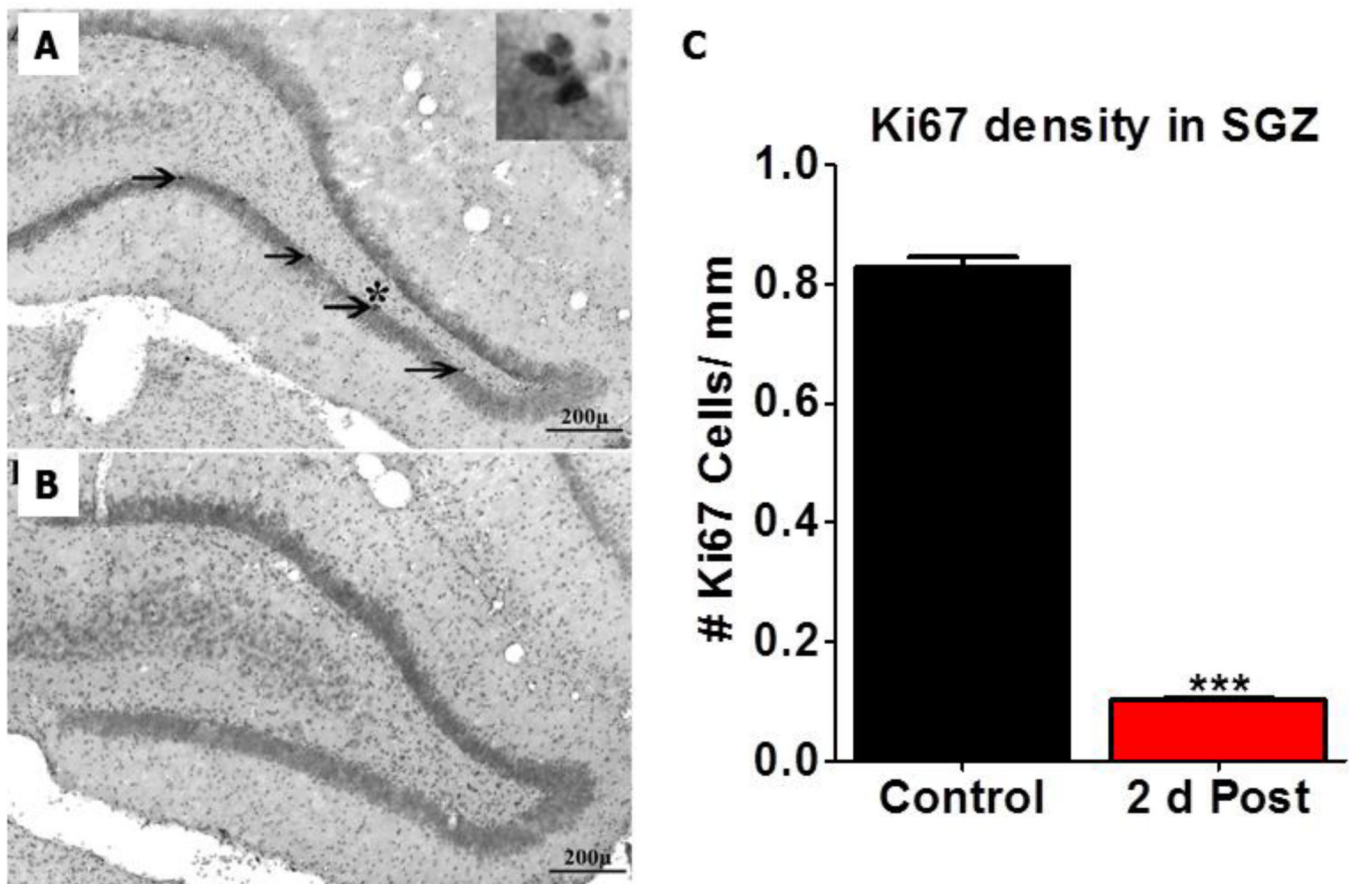 A
*
200μ
B
200μ
C
Ki67 density in SGZ
# Ki67 Cells/ mm
1.0
0.8
0.6
0.4
0.2
0.0
***
Control
2 d Post